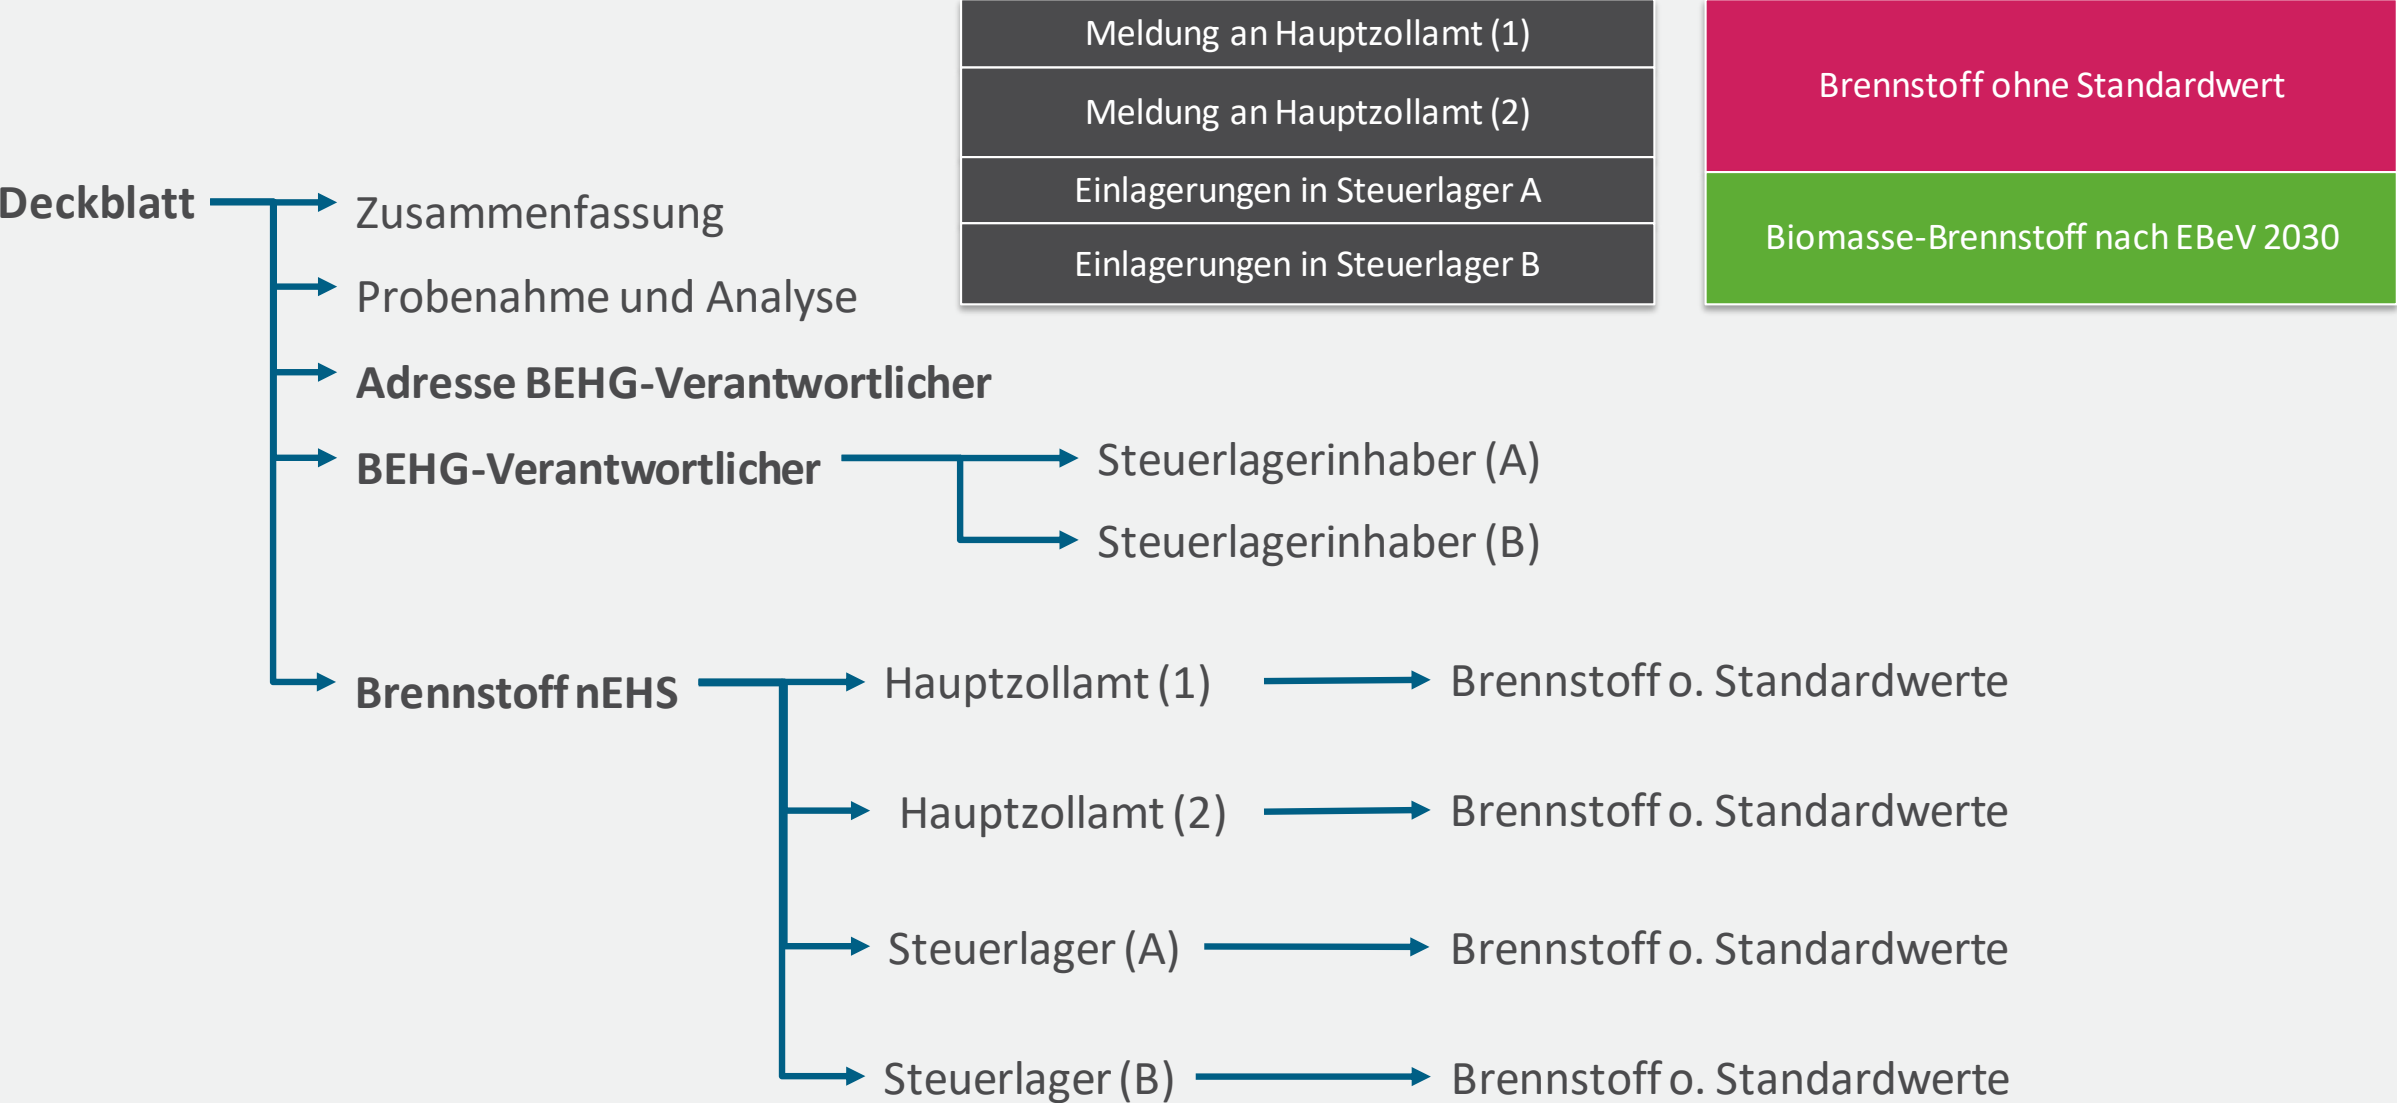 Meldung an Hauptzollamt (1)
Meldung an Hauptzollamt (2)
Einlagerungen in Steuerlager A
Einlagerungen in Steuerlager B
Brennstoff ohne Standardwert
Biomasse-Brennstoff nach EBeV 2030
Deckblatt
Zusammenfassung
Probenahme und Analyse
Adresse BEHG-Verantwortlicher
BEHG-Verantwortlicher
Steuerlagerinhaber (A)
Steuerlagerinhaber (B)
Brennstoff nEHS
Hauptzollamt (1)
Brennstoff o. Standardwerte
Hauptzollamt (2)
Brennstoff o. Standardwerte
Steuerlager (A)
Brennstoff o. Standardwerte
Steuerlager (B)
Brennstoff o. Standardwerte